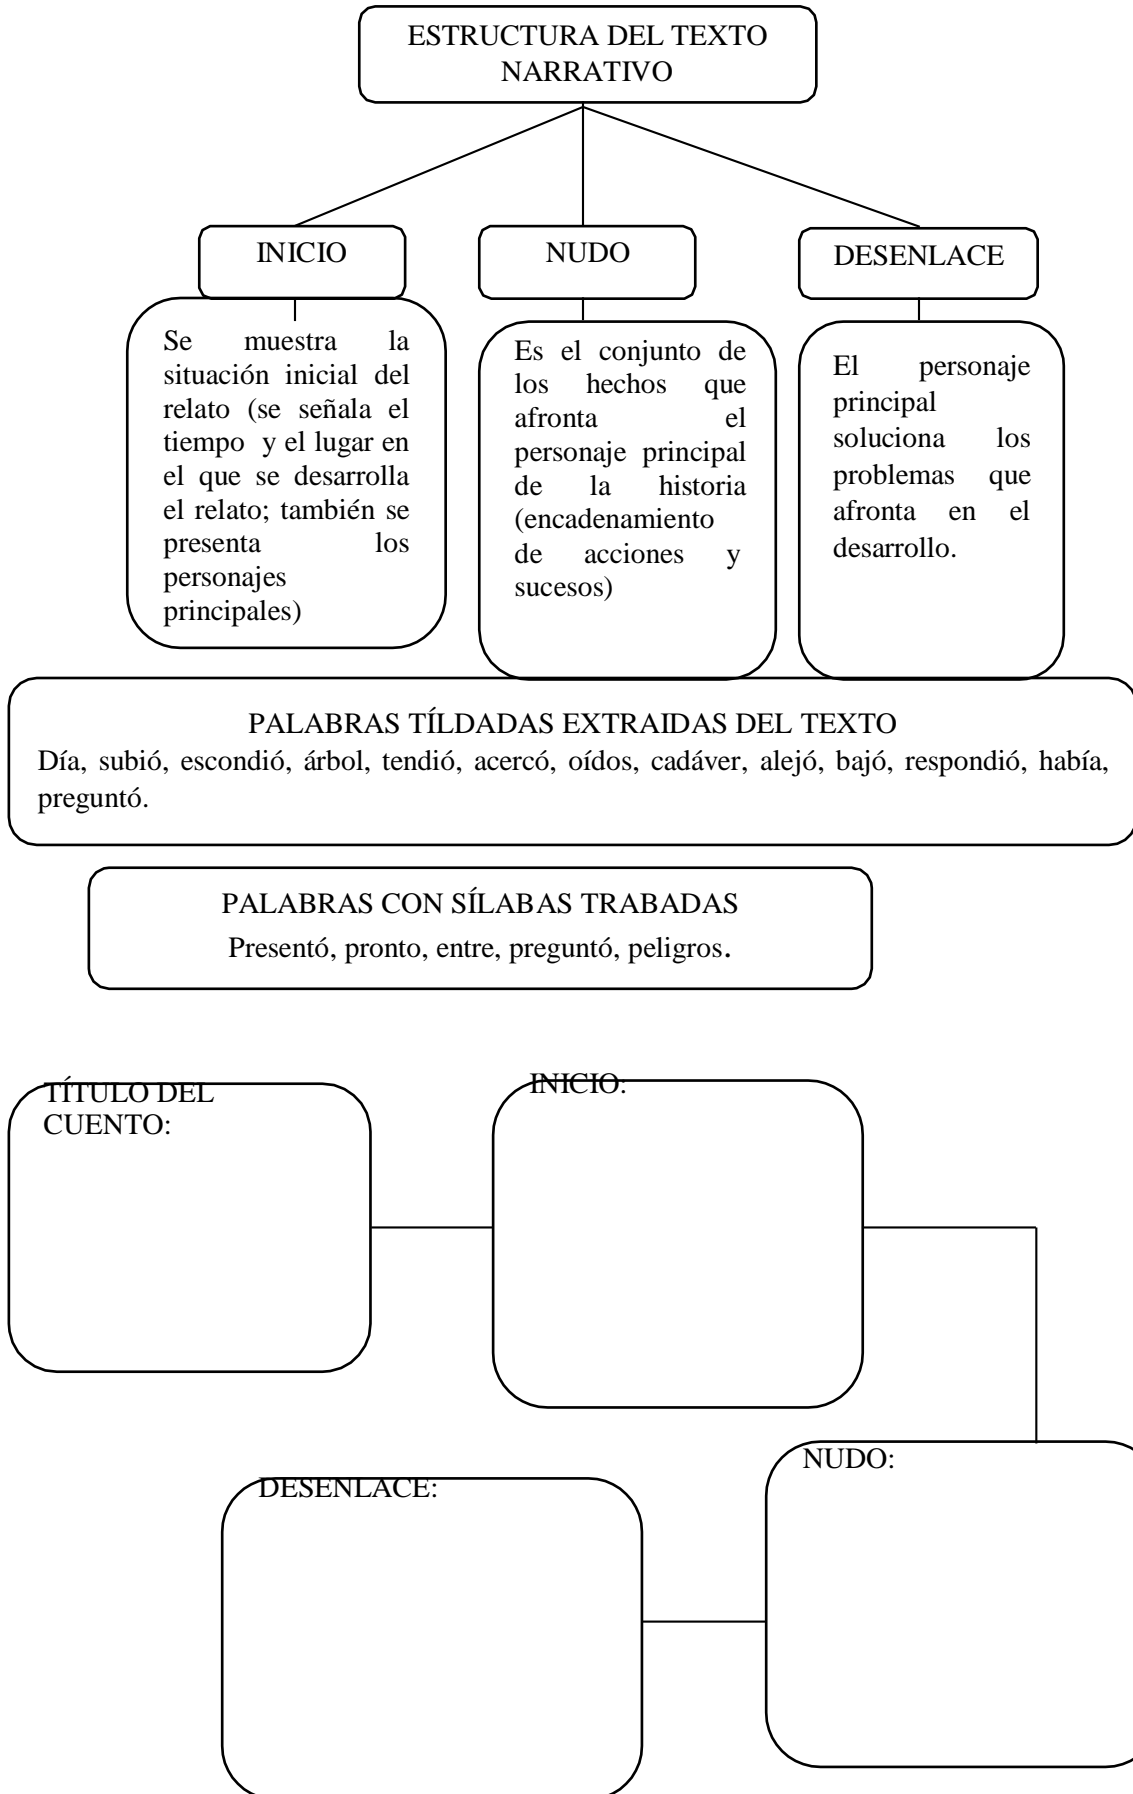 ESTRUCTURA DEL TEXTO
NARRATIVO
INICIO
NUDO
DESENLACE
Se muestra la
situación inicial del
relato (se señala el
tiempo y el lugar en
el que se desarrolla
el relato; también se
presenta los
personajes
principales)
Es el conjunto de
los hechos que
afronta el
personaje principal
de la historia
(encadenamiento
de acciones y
sucesos)
El personaje
principal
soluciona los
problemas que
afronta en el
desarrollo.
PALABRAS TÍLDADAS EXTRAIDAS DEL TEXTO
Día, subió, escondió, árbol, tendió, acercó, oídos, cadáver, alejó, bajó, respondió, había,
preguntó.
PALABRAS CON SÍLABAS TRABADAS
Presentó, pronto, entre, preguntó, peligros.
TÍTULO DEL
CUENTO:
INICIO:
NUDO:
DESENLACE: